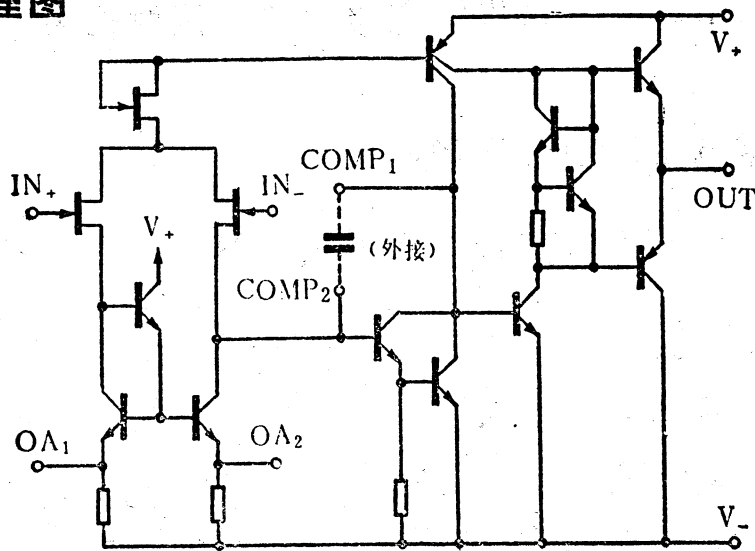 理图
V₊
COMP₁
IN₊
IN₋
V₊
OUT
(外接)
COMP₂
OA₁
OA₂
V₋